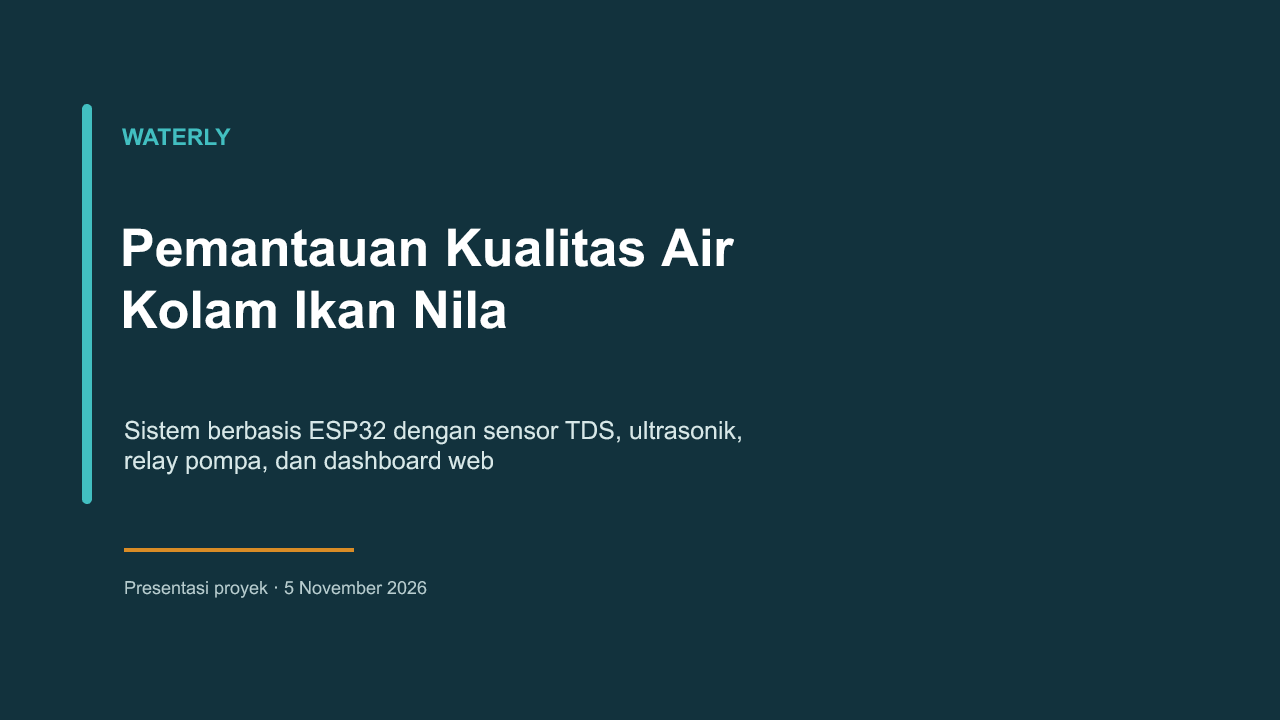 WATERLY
Pemantauan Kualitas Air
Kolam Ikan Nila
Sistem berbasis ESP32 dengan sensor TDS, ultrasonik,
relay pompa, dan dashboard web
Presentasi proyek · 5 November 2026